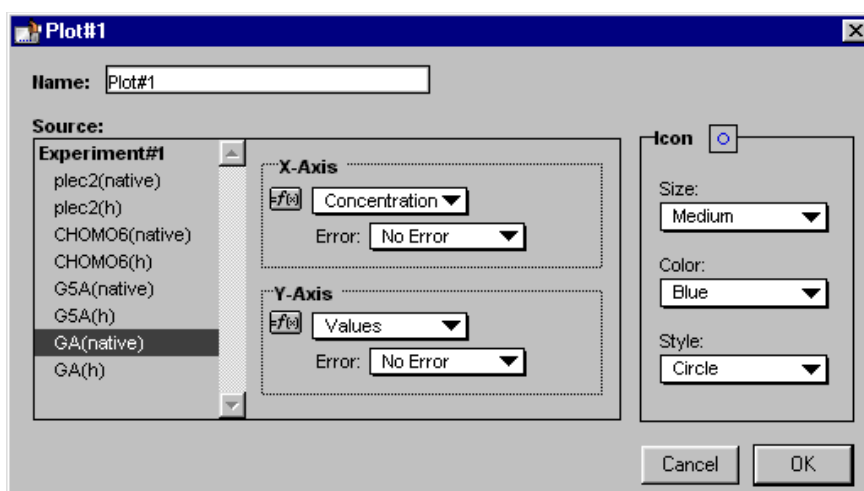 Plot#1
Name: Plot#1
Source:
Experiment#1
plec2(native)
plec2(h)
CHOMO6(native)
CHOMO6(h)
G5A(native)
G5A(h)
GA(native)
GA(h)
X-Axis
=f(x) Concentration
Error: No Error
Y-Axis
=f(x) Values
Error: No Error
Icon
Size:
Medium
Color:
Blue
Style:
Circle
Cancel OK